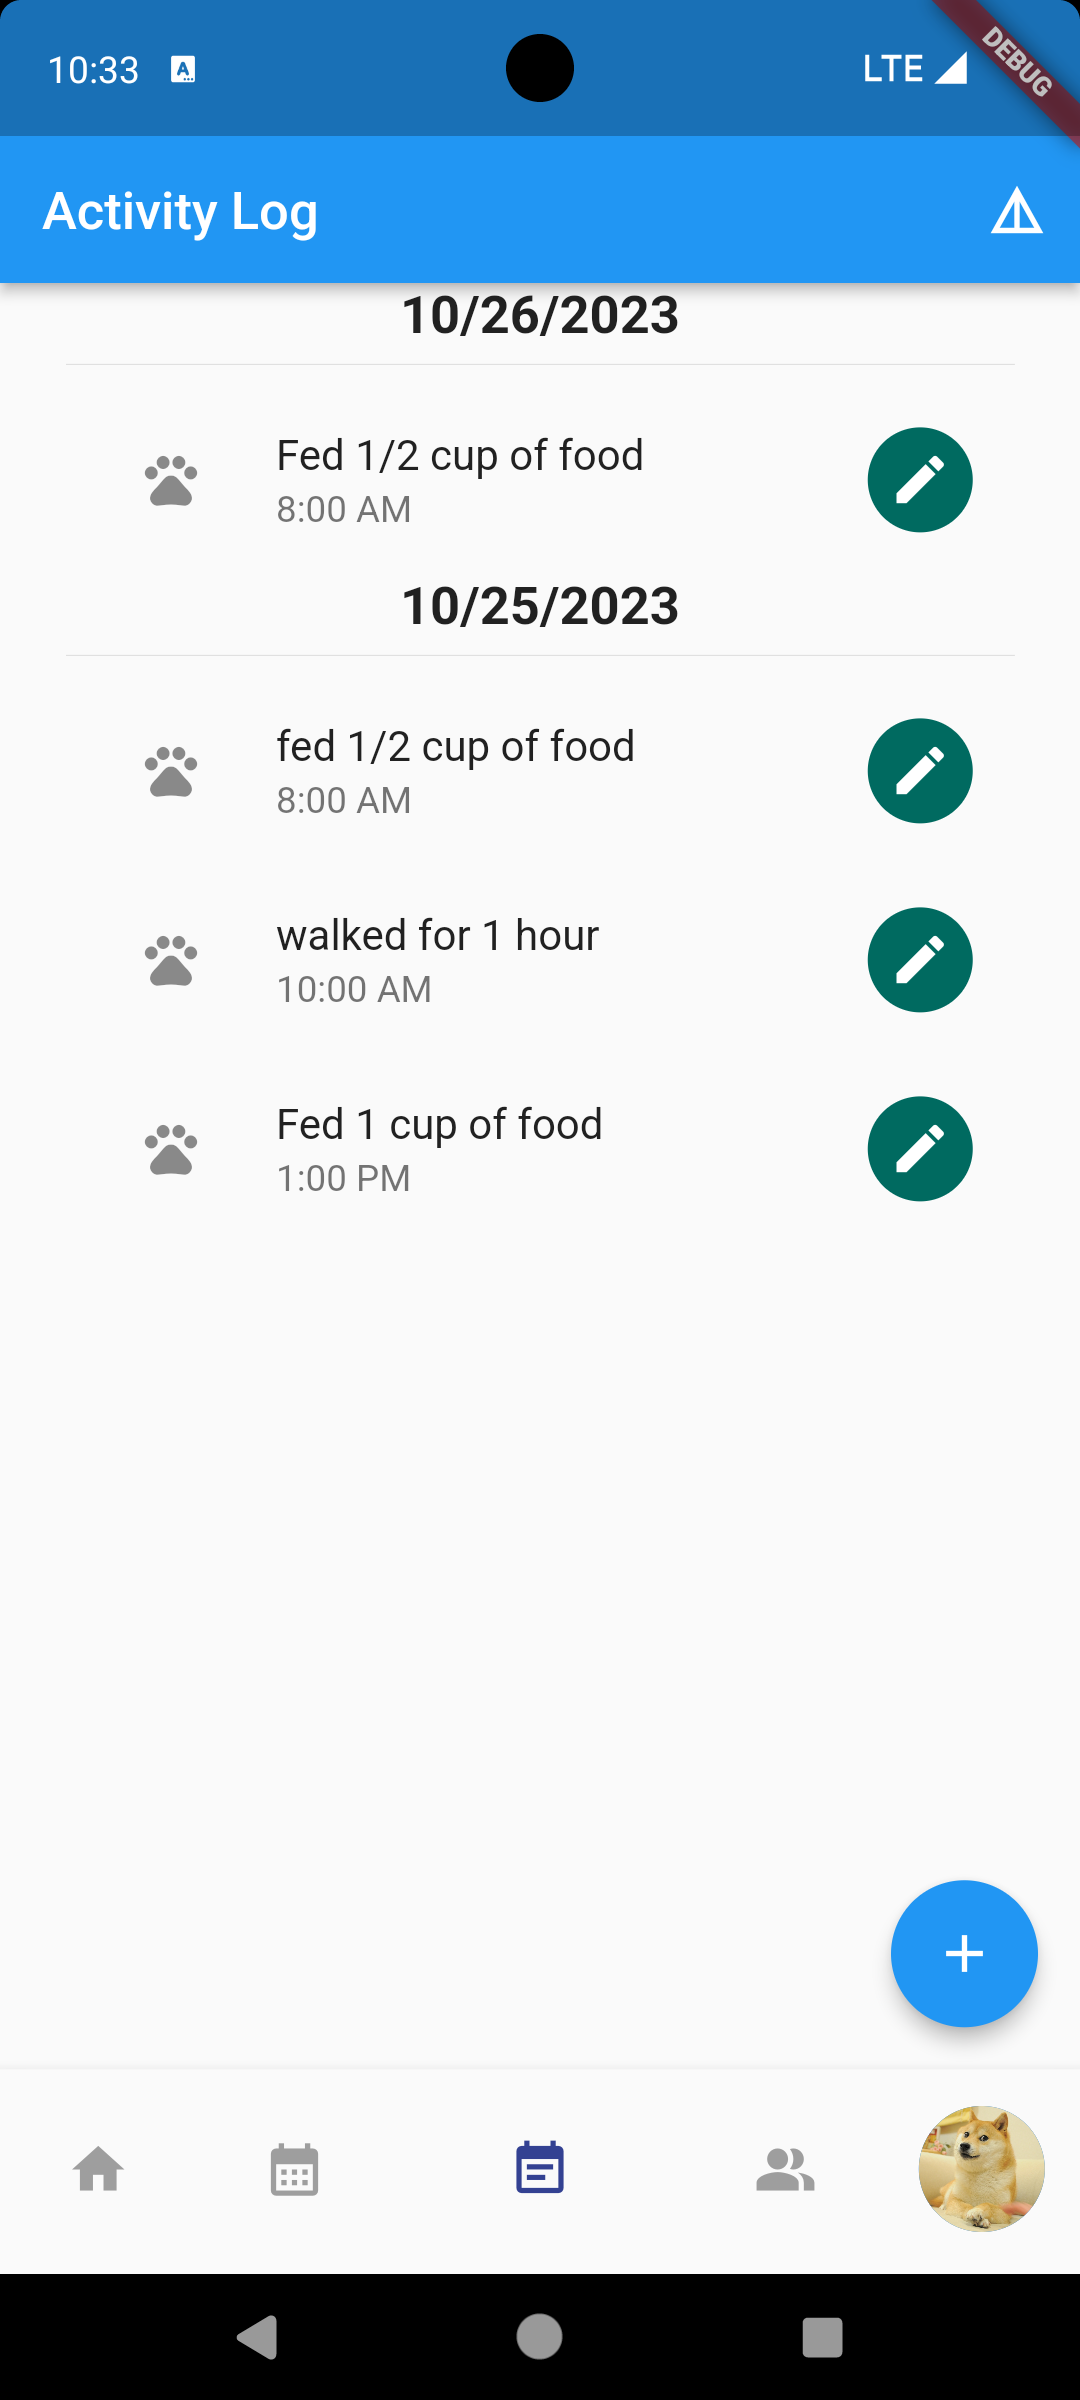 10:33
LTE
DEBUG
Activity Log
10/26/2023
Fed 1/2 cup of food
8:00 AM
10/25/2023
fed 1/2 cup of food
8:00 AM
walked for 1 hour
10:00 AM
Fed 1 cup of food
1:00 PM